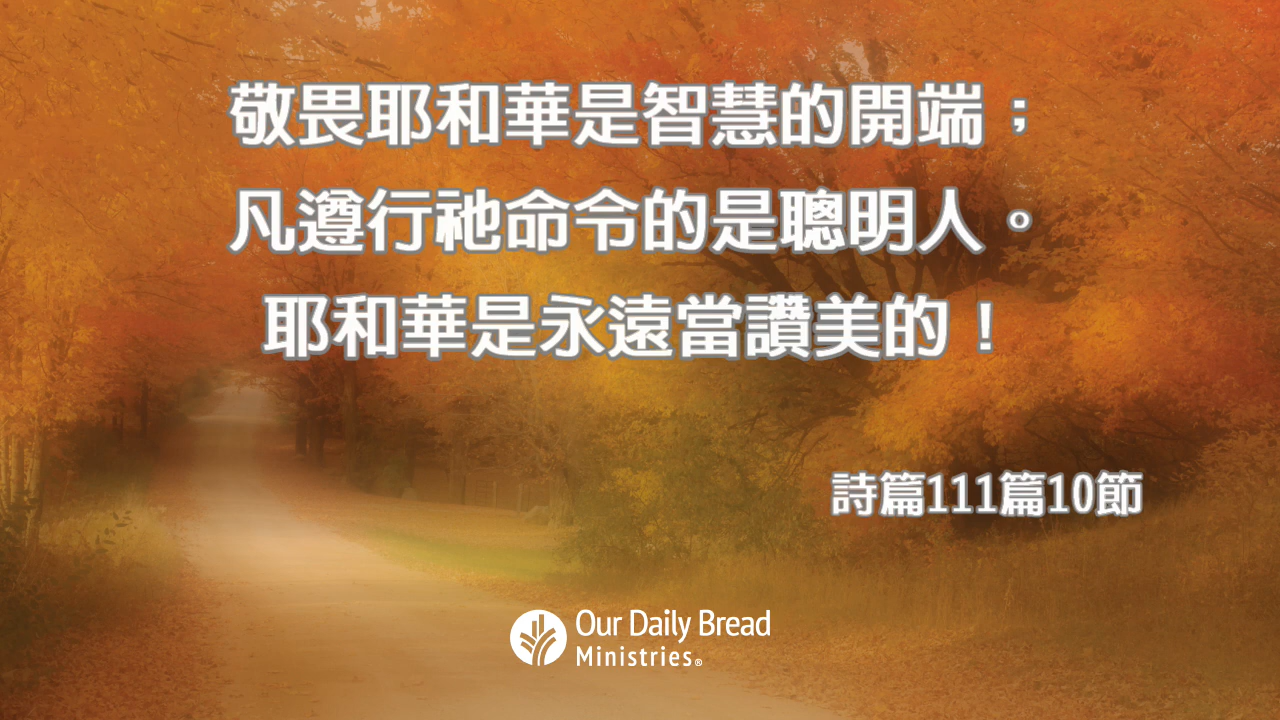 敬畏耶和華是智慧的開端；
凡遵行祂命令的是聰明人。
耶和華是永遠當讚美的！
詩篇111篇10節
Our Daily Bread
Ministries®